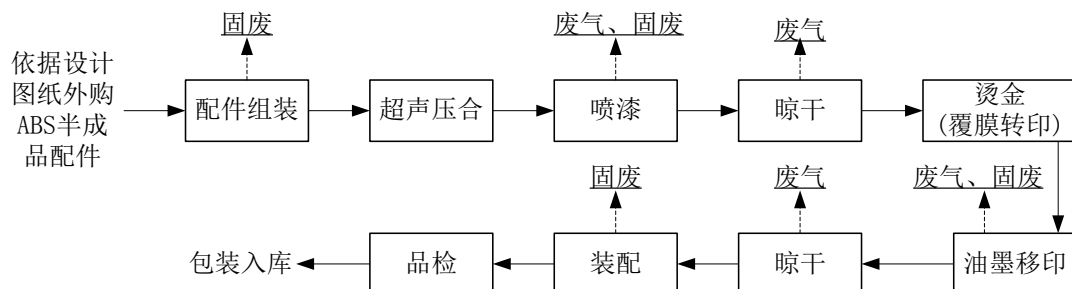 固废
废气、固废
废气
依据设计
图纸外购
ABS半成
品配件
配件组装
超声压合
喷漆
晾干
烫金
(覆膜转印)
固废
废气
废气、固废
包装入库
品检
装配
晾干
油墨移印